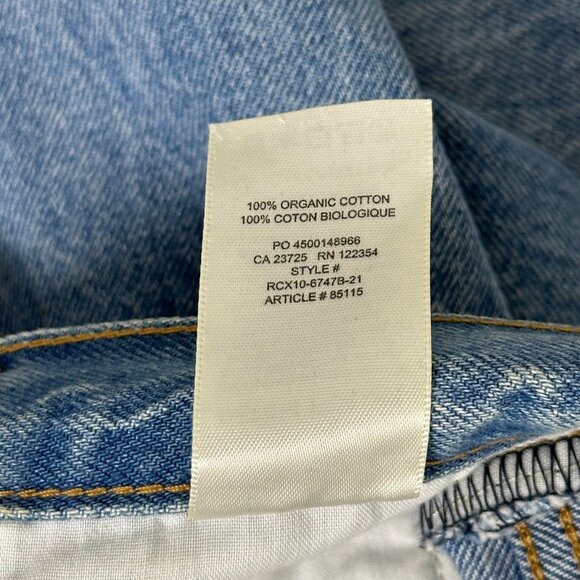 100% ORGANIC COTTON
100% COTON BIOLOGIQUE
PO 4500148966
CA 23725 RN 122354
STYLE #
RCX10-6747B-21
ARTICLE # 85115